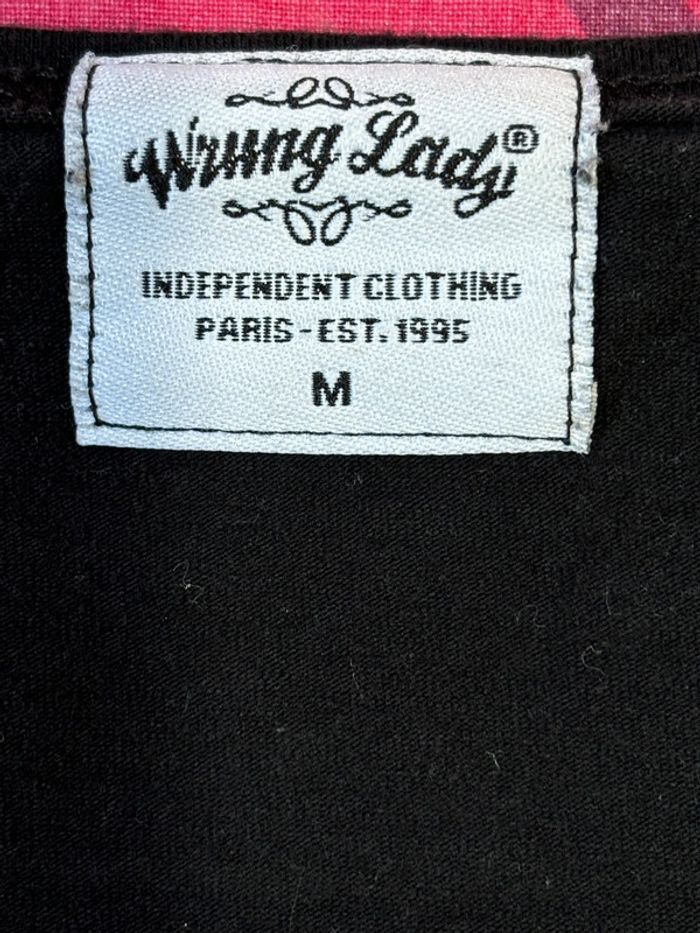 Wrung Lady®
INDEPENDENT CLOTHING
PARIS-EST. 1995
M